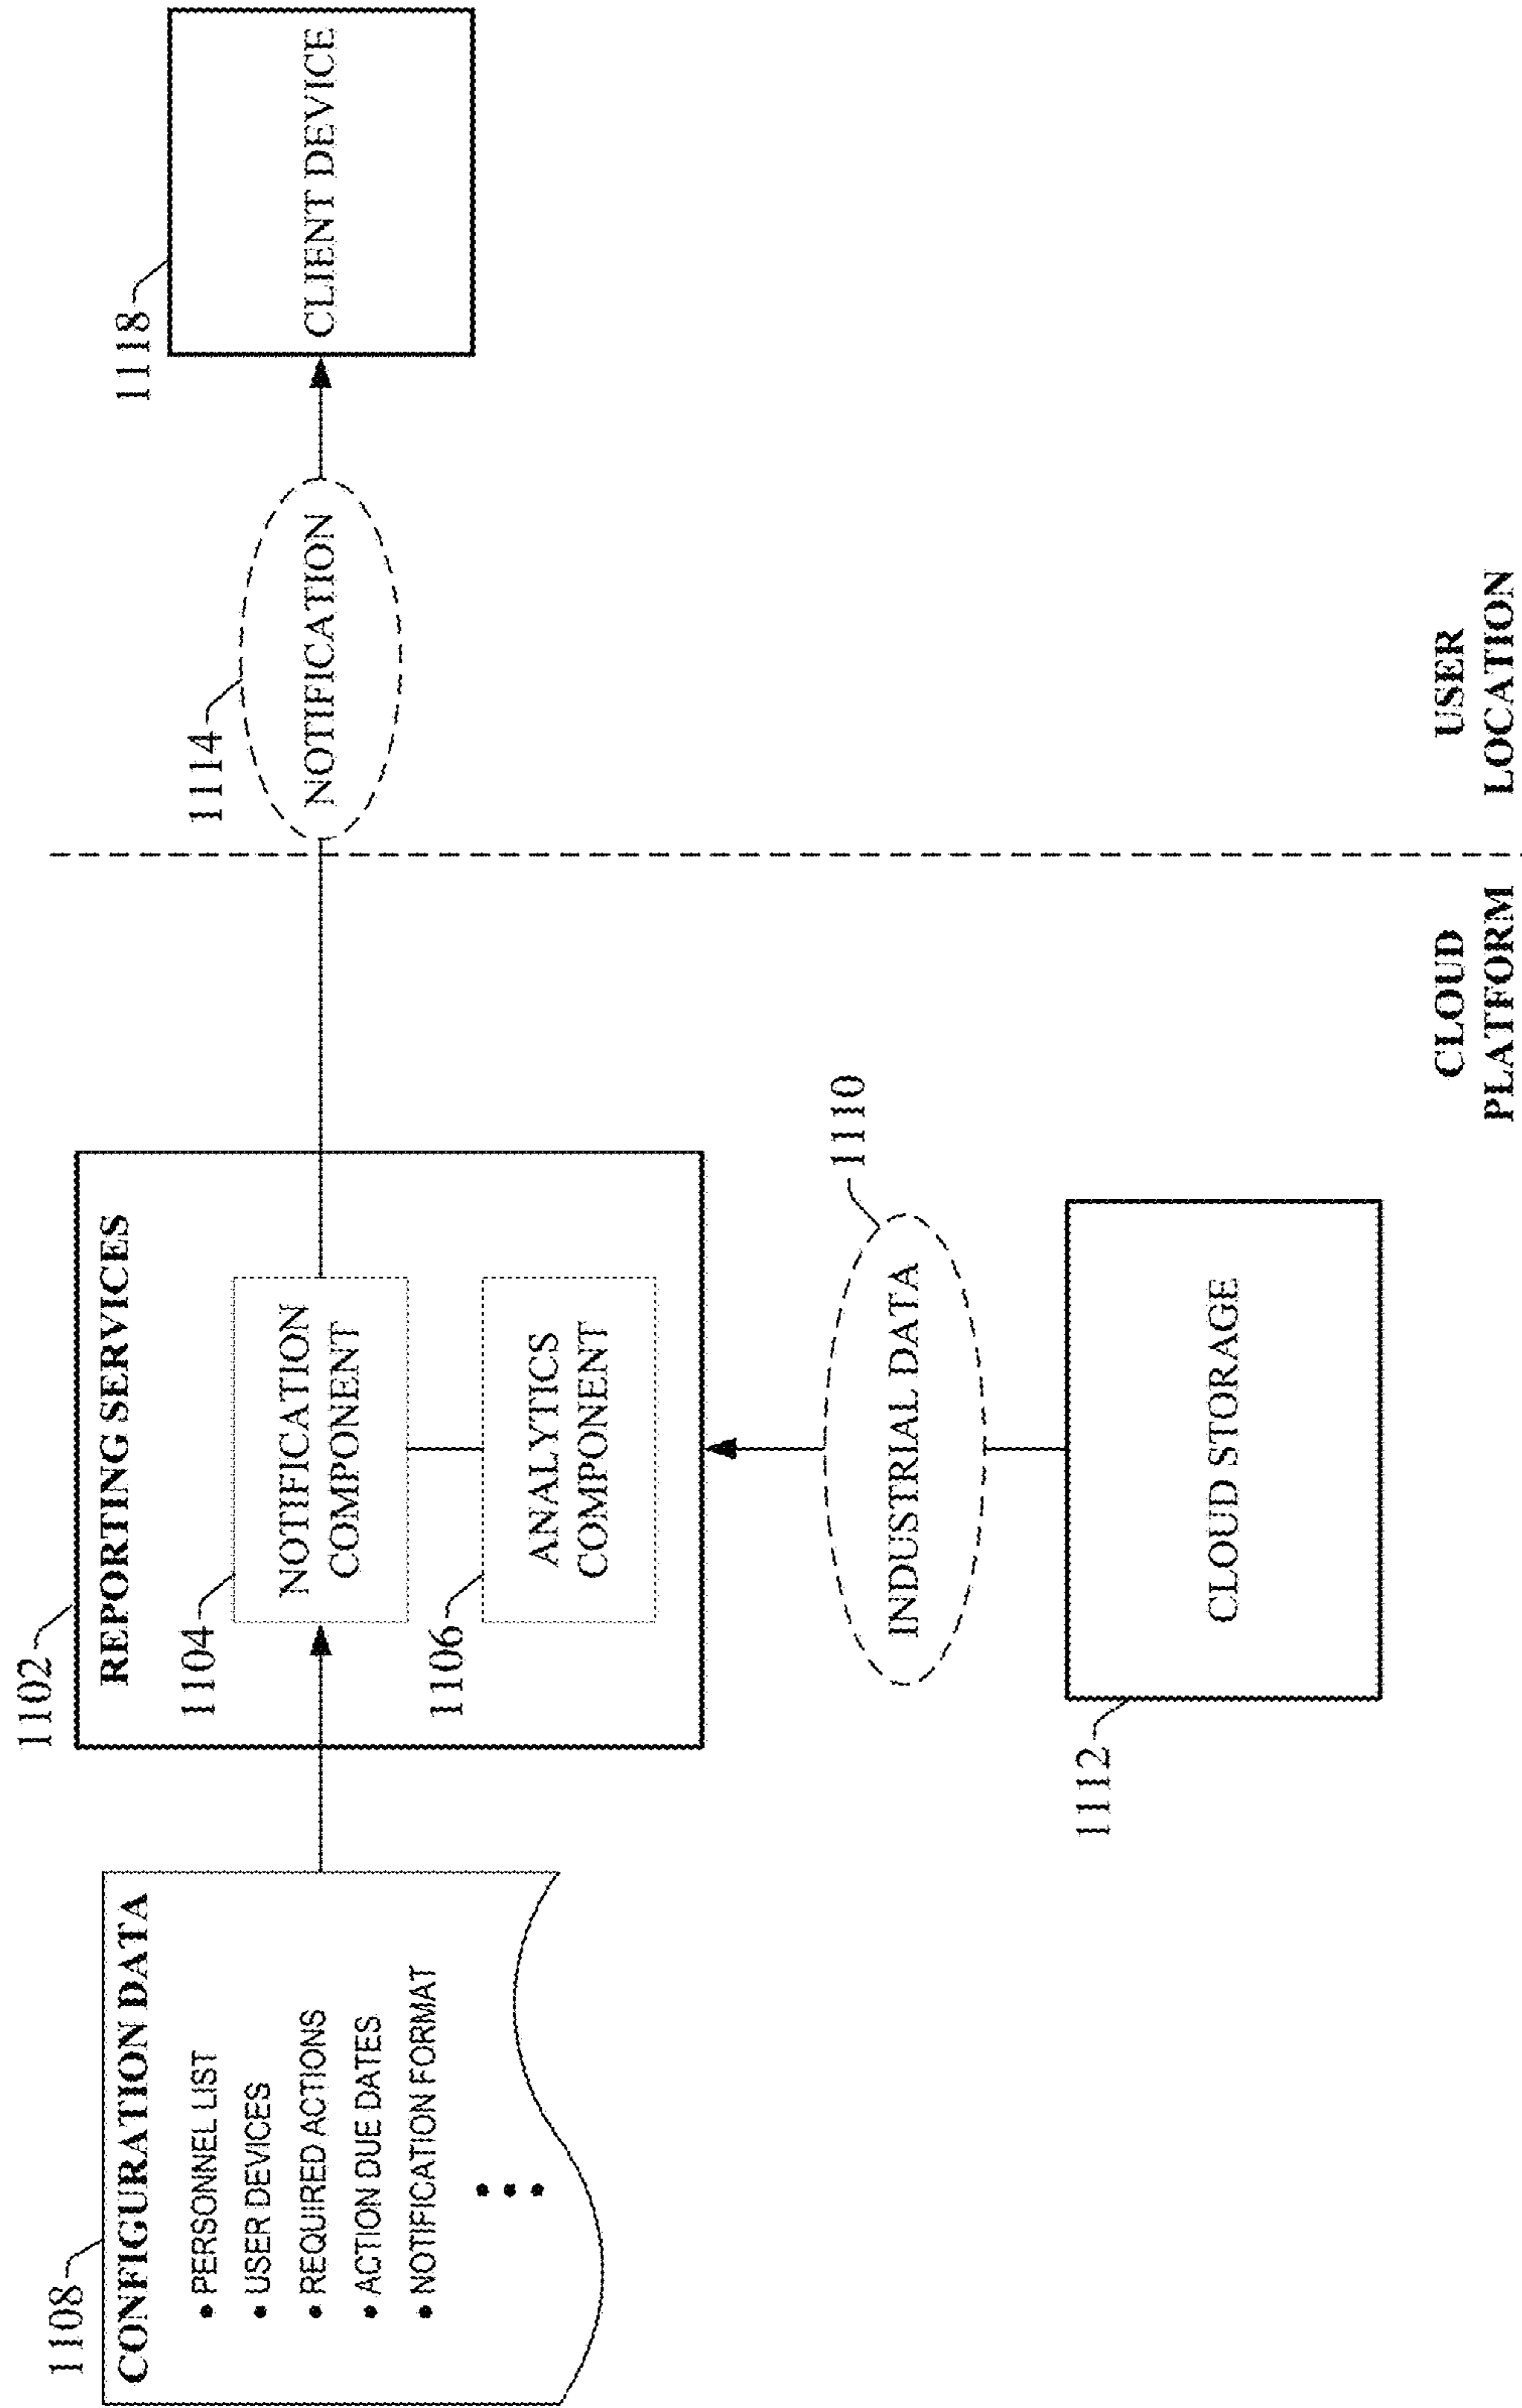 1108
CONFIGURATION DATA
• PERSONNEL LIST
• USER DEVICES
• REQUIRED ACTIONS
• ACTION DUE DATES
• NOTIFICATION FORMAT
1102
REPORTING SERVICES
1104
NOTIFICATION
COMPONENT
1106
ANALYTICS
COMPONENT
1110
INDUSTRIAL DATA
1112
CLOUD STORAGE
1114
NOTIFICATION
1118
CLIENT DEVICE
CLOUD
PLATFORM
USER
LOCATION